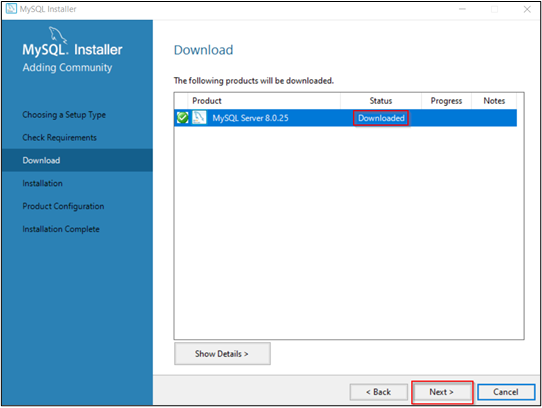 MySQL Installer
MySQL. Installer
Adding Community
Choosing a Setup Type
Check Requirements
Download
Installation
Product Configuration
Installation Complete
Download
The following products will be downloaded.
Product Status Progress Notes
MySQL Server 8.0.25 Downloaded
Show Details >
< Back Next > Cancel